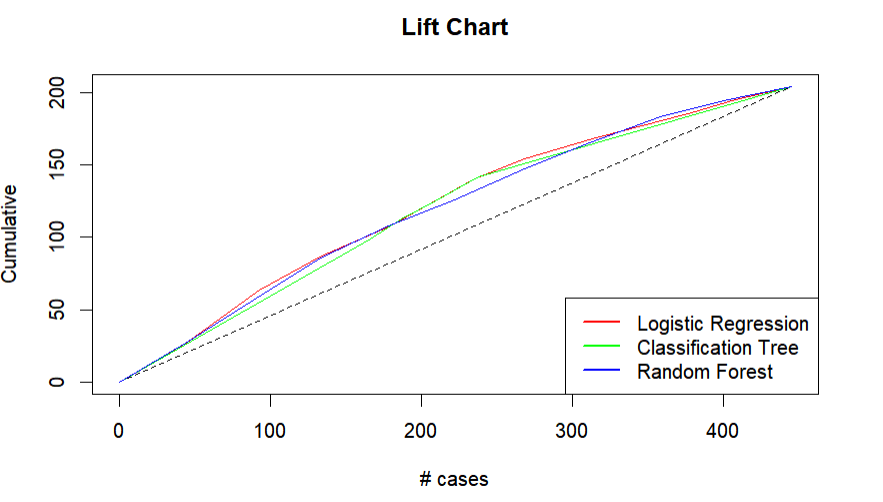 Lift Chart
Cumulative
200
150
100
50
0
0 100 200 300 400
# cases
Logistic Regression
Classification Tree
Random Forest